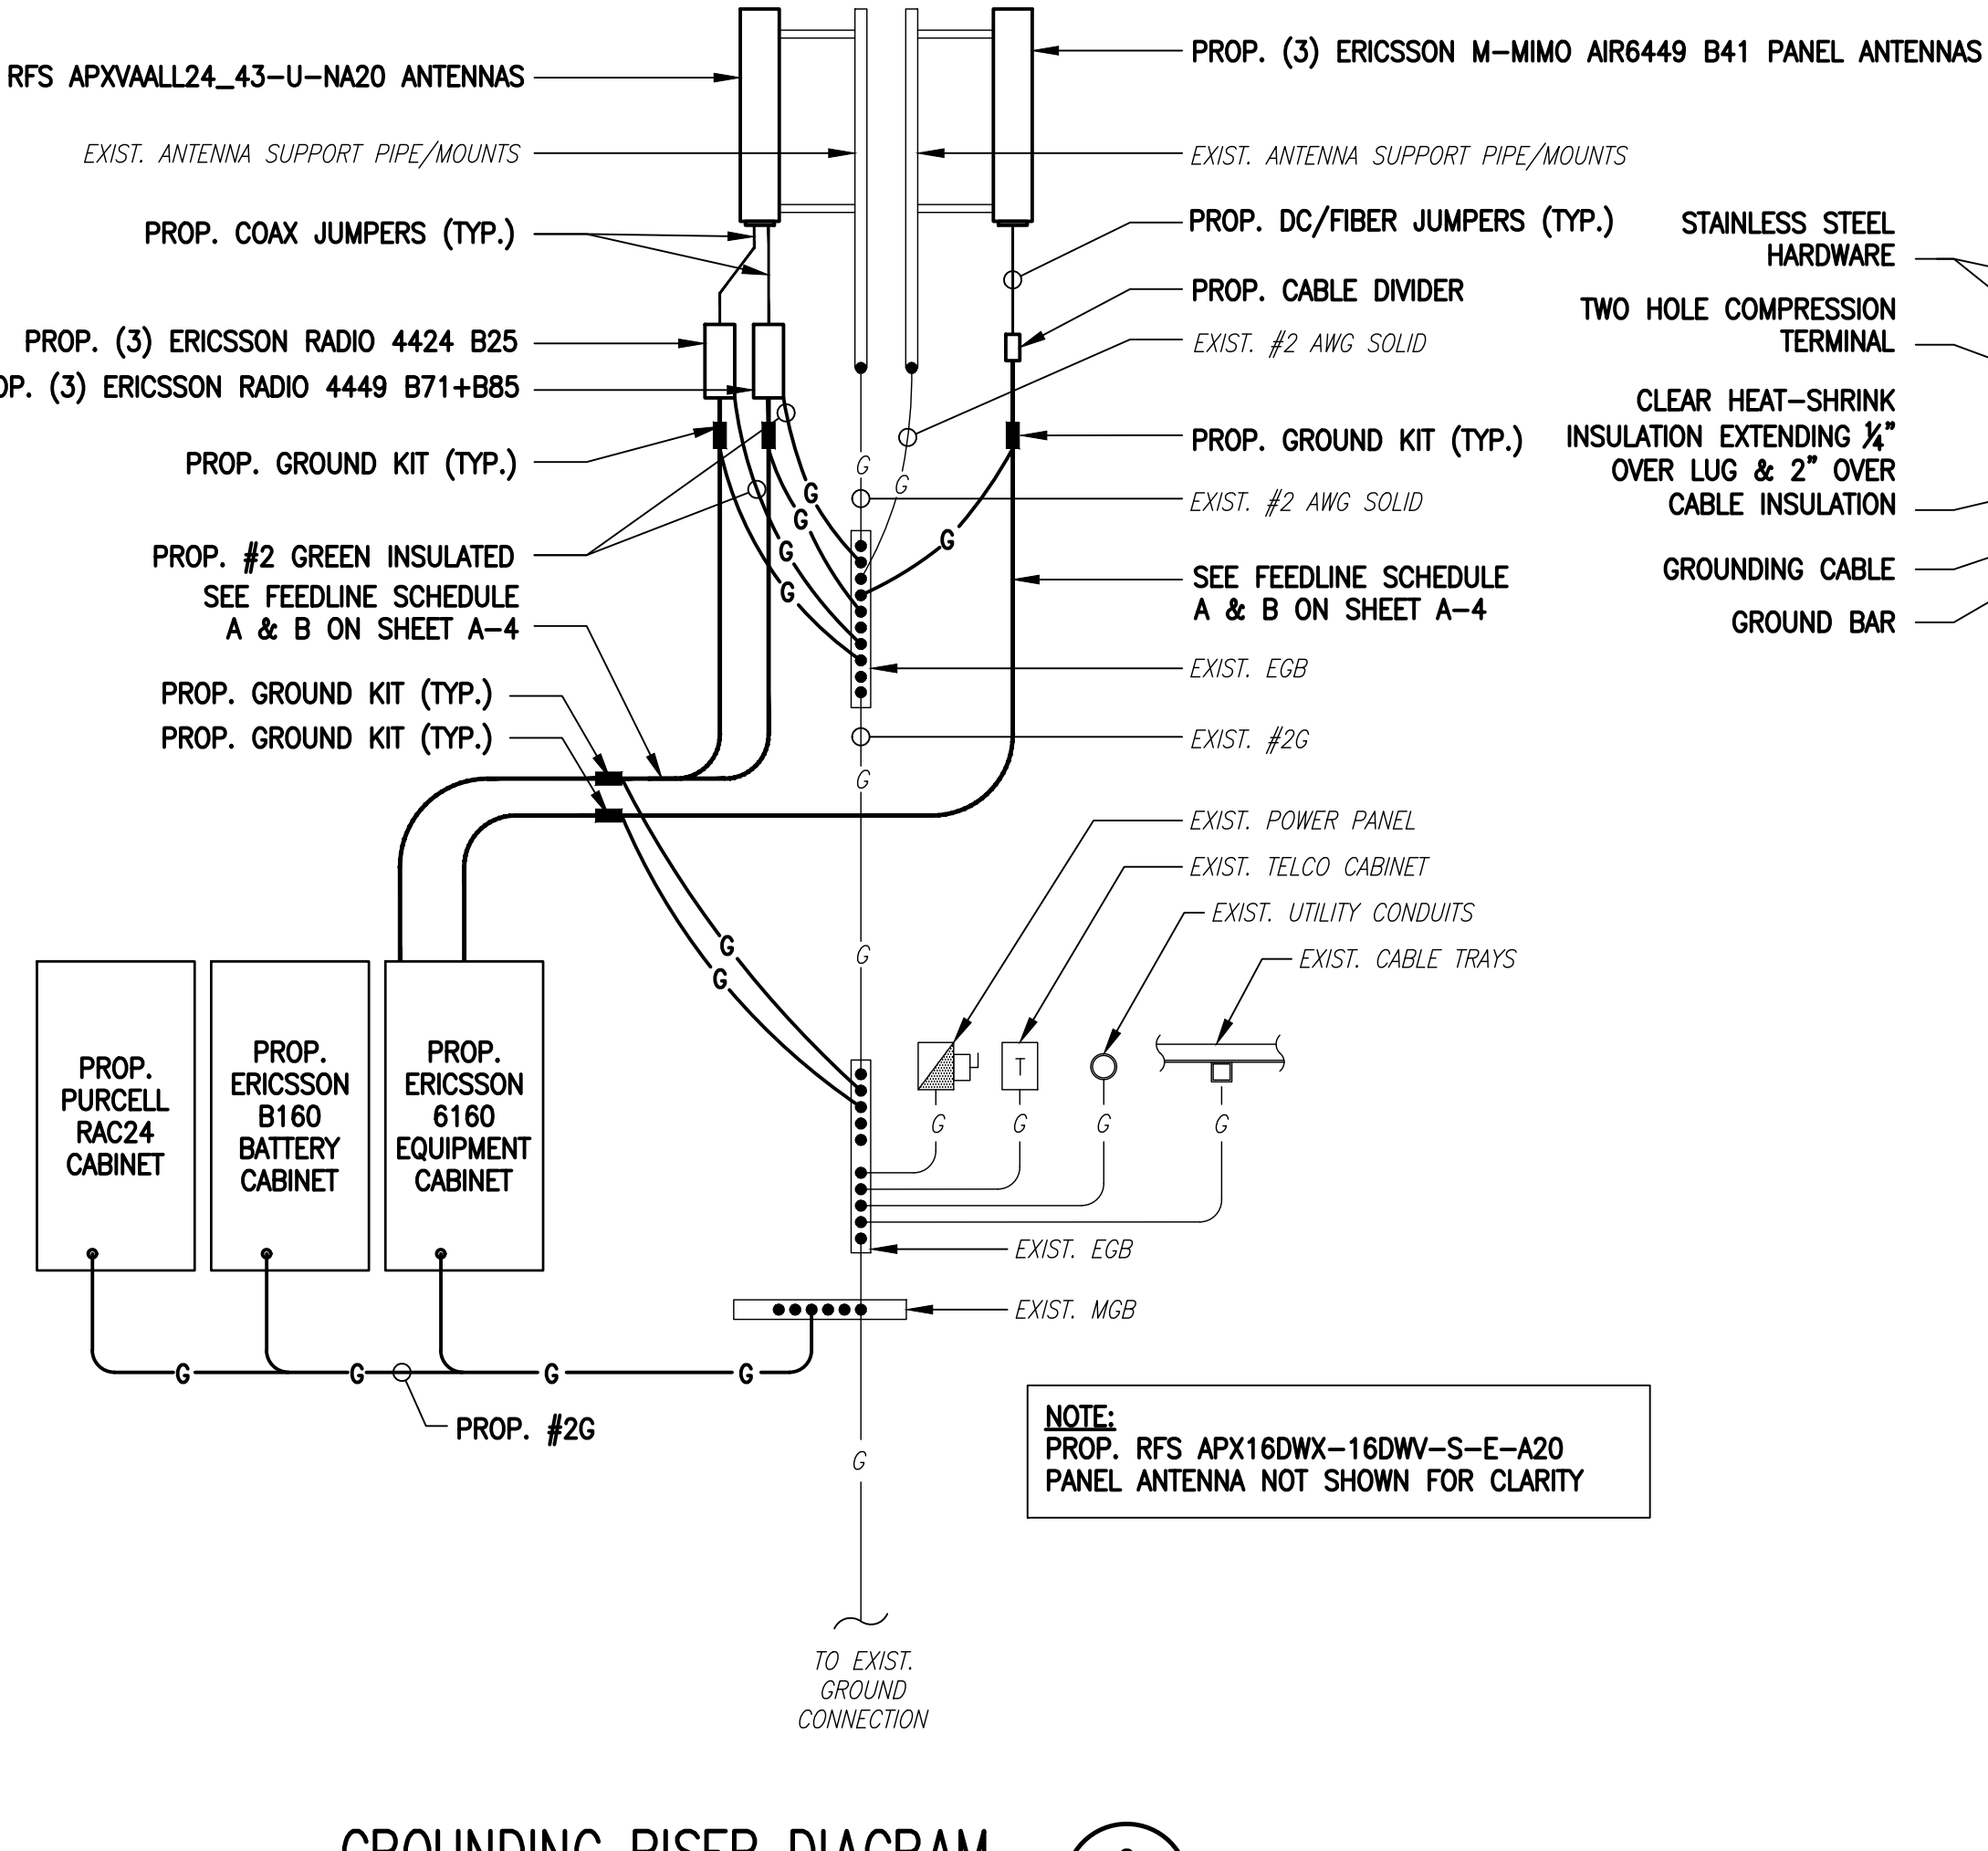 RFS APXVAALL24_43-U-NA20 ANTENNAS
EXIST. ANTENNA SUPPORT PIPE/MOUNTS
PROP. COAX JUMPERS (TYP.)
PROP. (3) ERICSSON RADIO 4424 B25
(3) ERICSSON RADIO 4449 B71+B85
PROP. GROUND KIT (TYP.)
PROP. #2 GREEN INSULATED
SEE FEEDLINE SCHEDULE
A & B ON SHEET A-4
PROP. GROUND KIT (TYP.)
PROP. GROUND KIT (TYP.)
PROP. (3) ERICSSON M-MIMO AIR6449 B41 PANEL ANTENNAS
EXIST. ANTENNA SUPPORT PIPE/MOUNTS
PROP. DC/FIBER JUMPERS (TYP.)
PROP. CABLE DIVIDER
EXIST. #2 AWG SOLID
PROP. GROUND KIT (TYP.)
EXIST. #2 AWG SOLID
SEE FEEDLINE SCHEDULE
A & B ON SHEET A-4
EXIST. EGB
EXIST. #2G
STAINLESS STEEL
HARDWARE
TWO HOLE COMPRESSION
TERMINAL
CLEAR HEAT-SHRINK
INSULATION EXTENDING ¼"
OVER LUG & 2" OVER
CABLE INSULATION
GROUNDING CABLE
GROUND BAR
G
G
G
G
G
G
G
G
G
G
G
EXIST. POWER PANEL
EXIST. TELCO CABINET
EXIST. UTILITY CONDUITS
EXIST. CABLE TRAYS
T
G
G
G
G
PROP.
PURCELL
RAC24
CABINET
PROP.
ERICSSON
B160
BATTERY
CABINET
PROP.
ERICSSON
6160
EQUIPMENT
CABINET
EXIST. EGB
EXIST. MGB
G
G
G
G
PROP. #2G
G
NOTE:
PROP. RFS APX16DWX-16DWV-S-E-A20
PANEL ANTENNA NOT SHOWN FOR CLARITY
TO EXIST.
GROUND
CONNECTION
GROUNDING RISER DIAGRAM